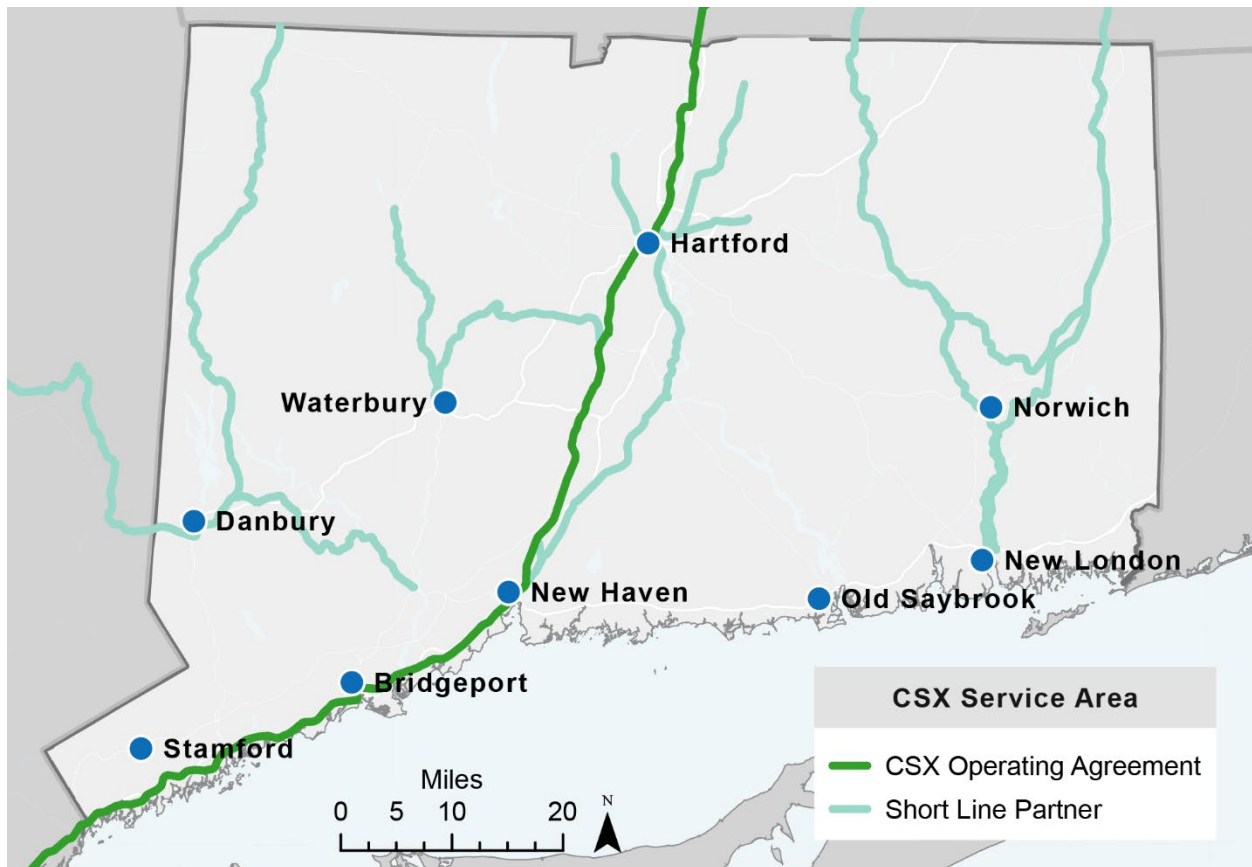 Hartford
Waterbury
Norwich
Danbury
New London
New Haven
Old Saybrook
Bridgeport
Stamford
CSX Service Area
CSX Operating Agreement
Short Line Partner
Miles
0 5 10 20
N